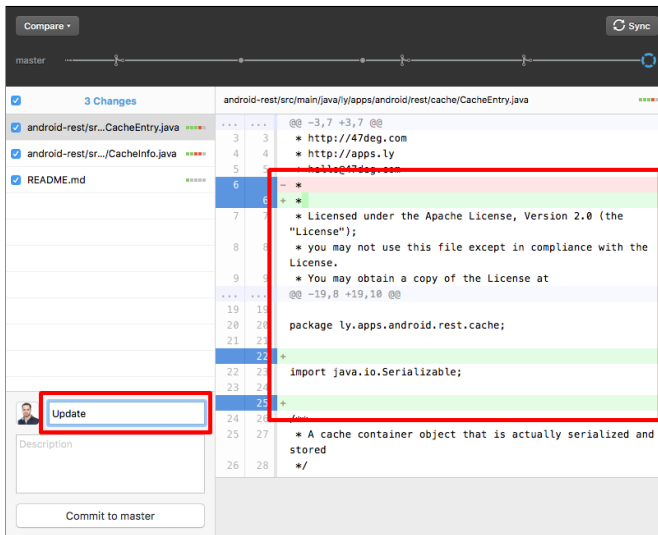 Compare
Sync
master
3 Changes
android-rest/src/main/java/ly/apps/android/rest/cache/CacheEntry.java
android-rest/sr...CacheEntry.java
android-rest/sr.../CacheInfo.java
README.md
... ... @@ -3,7 +3,7 @@
3 3 * http://47deg.com
4 4 * http://apps.ly
5 5 * hello@47deg.com
6 - *
6 + *
7 7 * Licensed under the Apache License, Version 2.0 (the
"License");
8 8 * you may not use this file except in compliance with the
License.
9 9 * You may obtain a copy of the License at
... ... @@ -19,8 +19,10 @@
19 19
20 20 package ly.apps.android.rest.cache;
21 21
22 +
22 23 import java.io.Serializable;
23 24
25 +
24 26 /**
25 27 * A cache container object that is actually serialized and
stored
26 28 */
Update
Description
Commit to master